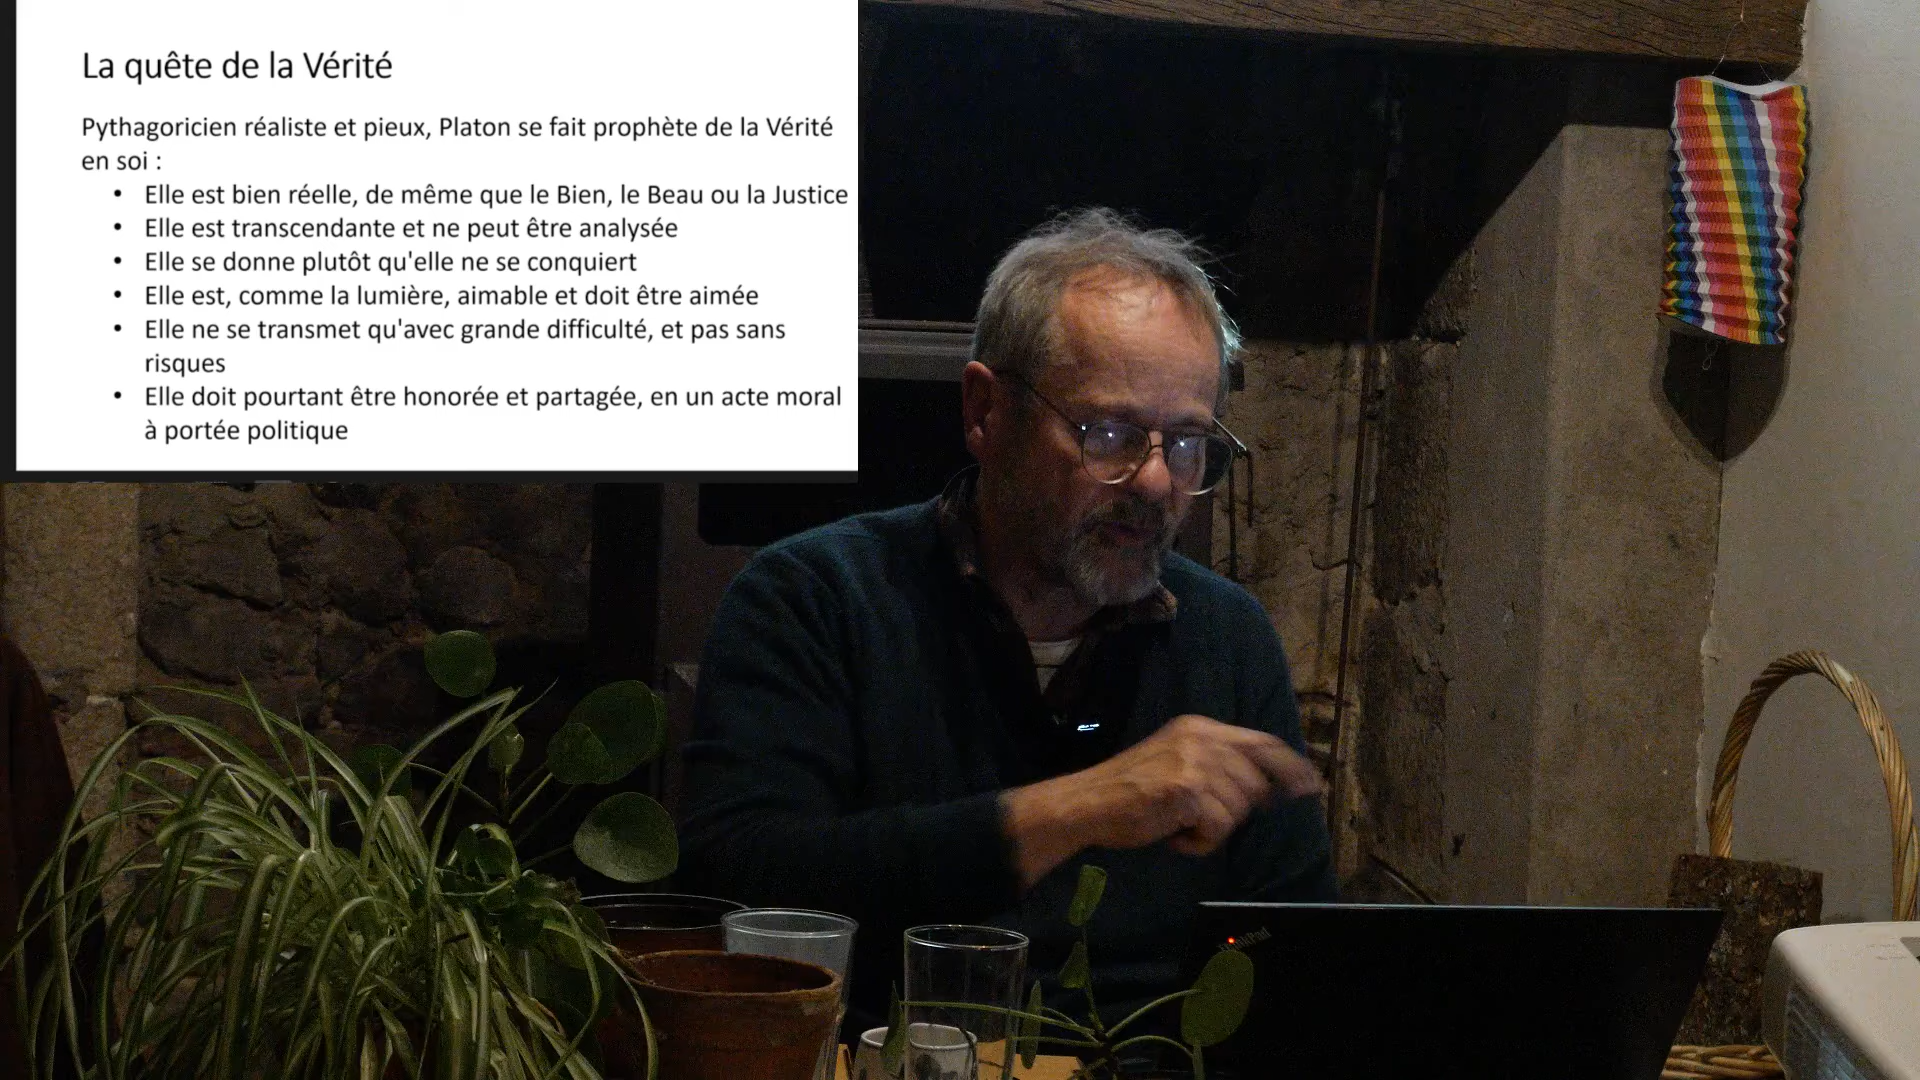 La quête de la Vérité
Pythagoricien réaliste et pieux, Platon se fait prophète de la Vérité
en soi :
• Elle est bien réelle, de même que le Bien, le Beau ou la Justice
• Elle est transcendante et ne peut être analysée
• Elle se donne plutôt qu'elle ne se conquiert
• Elle est, comme la lumière, aimable et doit être aimée
• Elle ne se transmet qu'avec grande difficulté, et pas sans
risques
• Elle doit pourtant être honorée et partagée, en un acte moral
à portée politique
ThinkPad